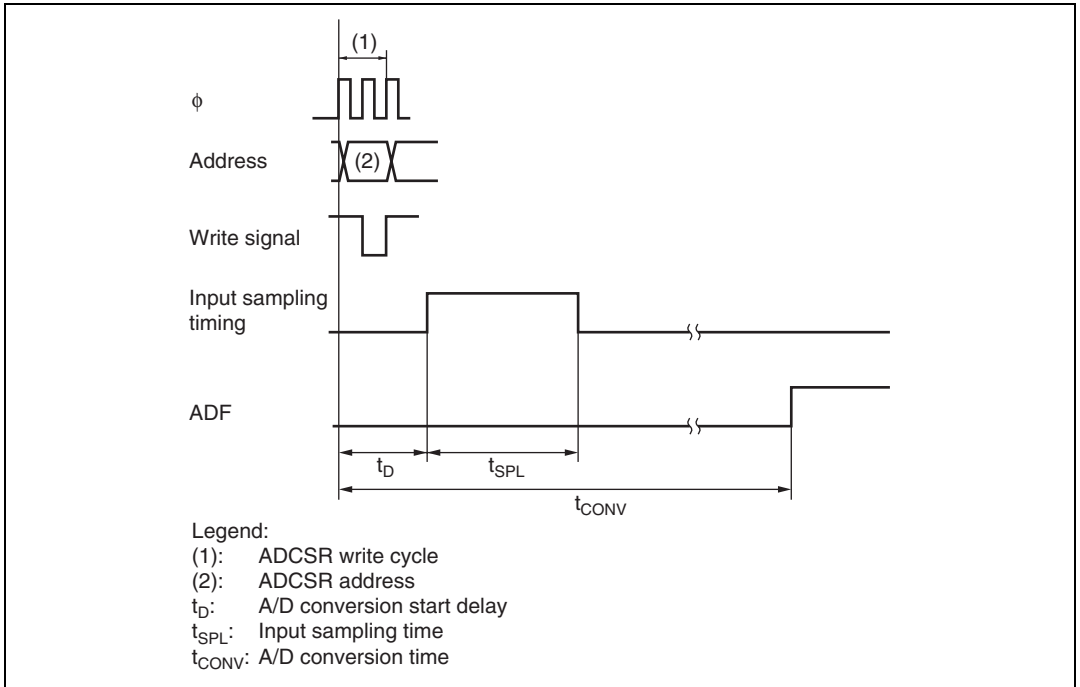 (1)
ϕ
Address
(2)
Write signal
Input sampling
timing
ADF
tD
tSPL
tCONV
Legend:
(1): ADCSR write cycle
(2): ADCSR address
tD: A/D conversion start delay
tSPL: Input sampling time
tCONV: A/D conversion time